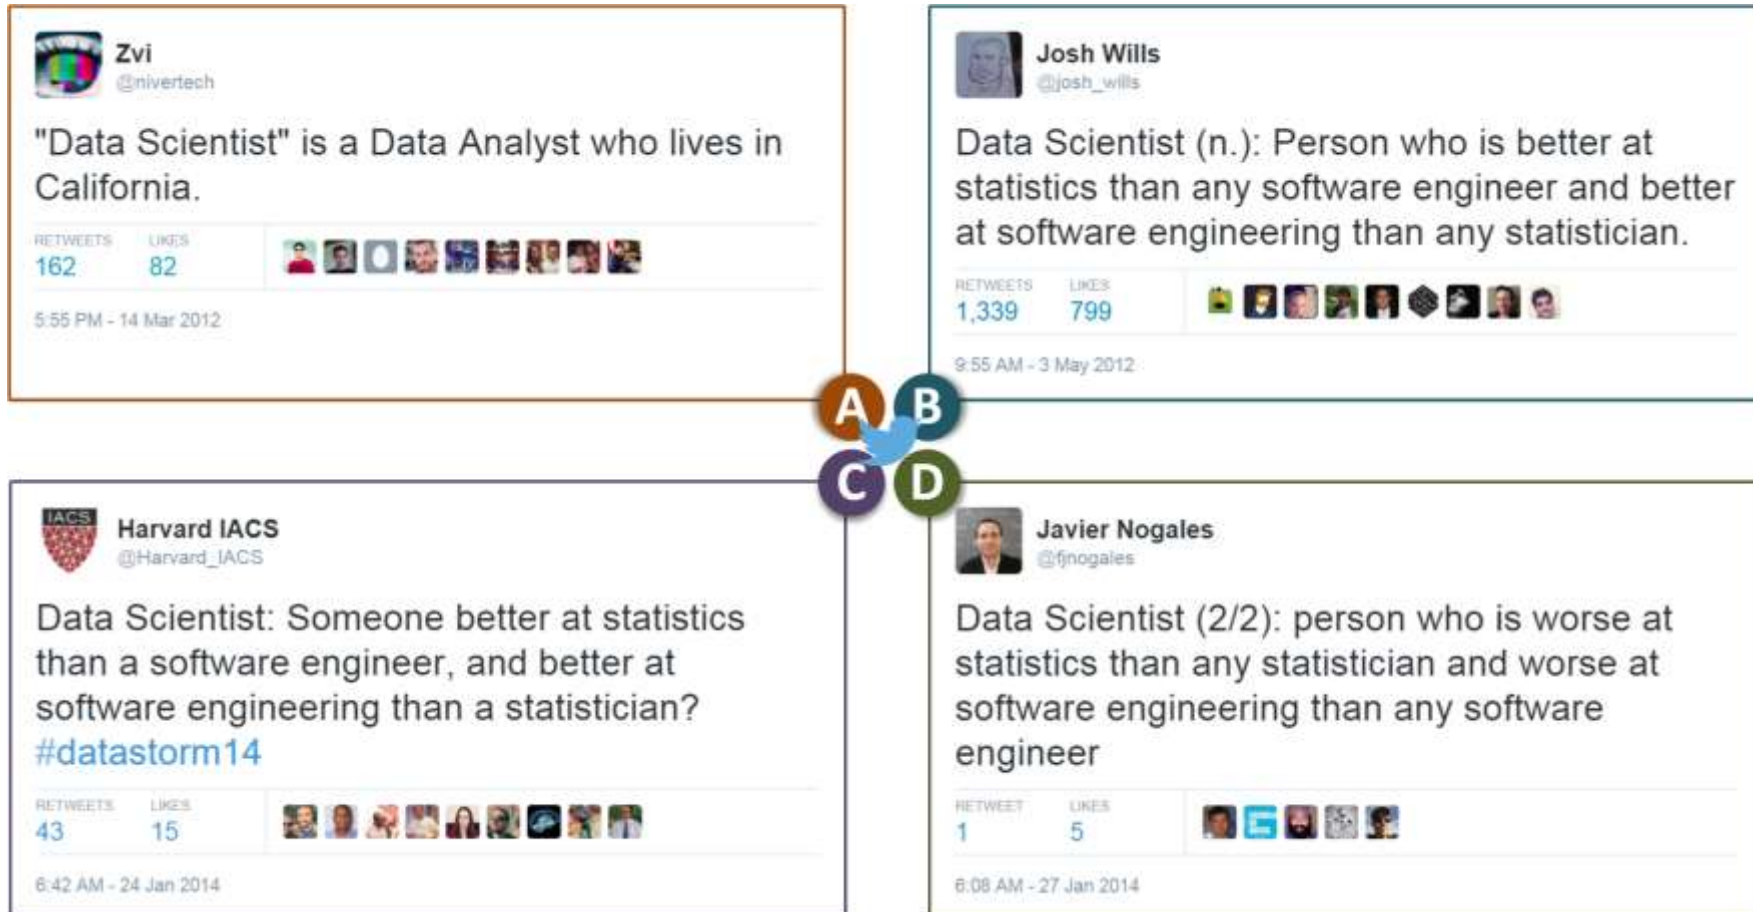 Zvi
@nivertech
"Data Scientist" is a Data Analyst who lives in
California.
RETWEETS LIKES
162 82
5:55 PM - 14 Mar 2012
Josh Wills
@josh_wills
Data Scientist (n.): Person who is better at
statistics than any software engineer and better
at software engineering than any statistician.
RETWEETS LIKES
1,339 799
9:55 AM - 3 May 2012
A B
C D
IACS
Harvard IACS
@Harvard_IACS
Data Scientist: Someone better at statistics
than a software engineer, and better at
software engineering than a statistician?
#datastorm14
RETWEETS LIKES
43 15
6:42 AM - 24 Jan 2014
Javier Nogales
@fjnogales
Data Scientist (2/2): person who is worse at
statistics than any statistician and worse at
software engineering than any software
engineer
RETWEET LIKES
1 5
6:08 AM - 27 Jan 2014